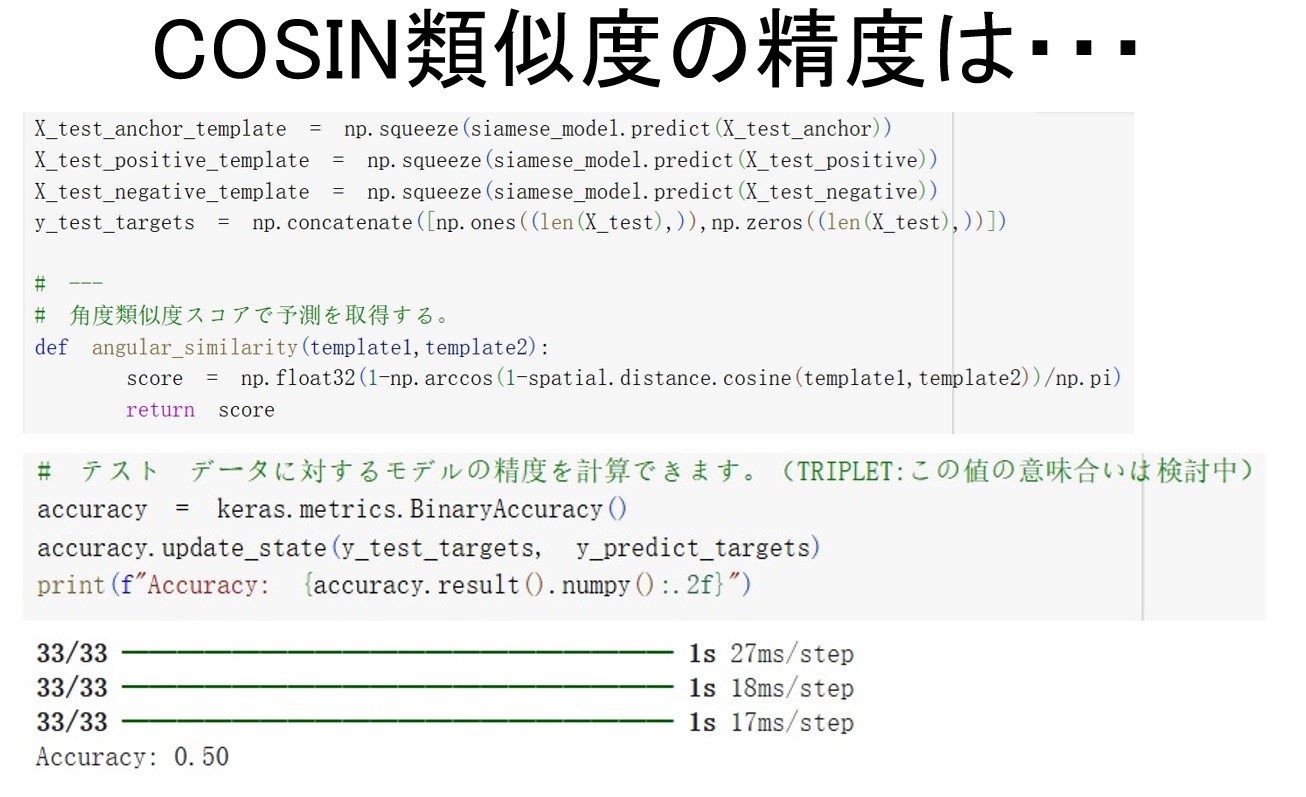 COSIN類似度の精度は・・・
X_test_anchor_template = np.squeeze(siamese_model.predict(X_test_anchor))
X_test_positive_template = np.squeeze(siamese_model.predict(X_test_positive))
X_test_negative_template = np.squeeze(siamese_model.predict(X_test_negative))
y_test_targets = np.concatenate([np.ones((len(X_test),)),np.zeros((len(X_test),))])
# ---
# 角度類似度スコアで予測を取得する。
def angular_similarity(template1,template2):
score = np.float32(1-np.arccos(1-spatial.distance.cosine(template1,template2))/np.pi)
return score
# テスト データに対するモデルの精度を計算できます。（TRIPLET:この値の意味合いは検討中）
accuracy = keras.metrics.BinaryAccuracy()
accuracy.update_state(y_test_targets, y_predict_targets)
print(f"Accuracy: {accuracy.result().numpy():.2f}")
33/33 ━━━━━━━━━━━━━━━━━━━━ 1s 27ms/step
33/33 ━━━━━━━━━━━━━━━━━━━━ 1s 18ms/step
33/33 ━━━━━━━━━━━━━━━━━━━━ 1s 17ms/step
Accuracy: 0.50